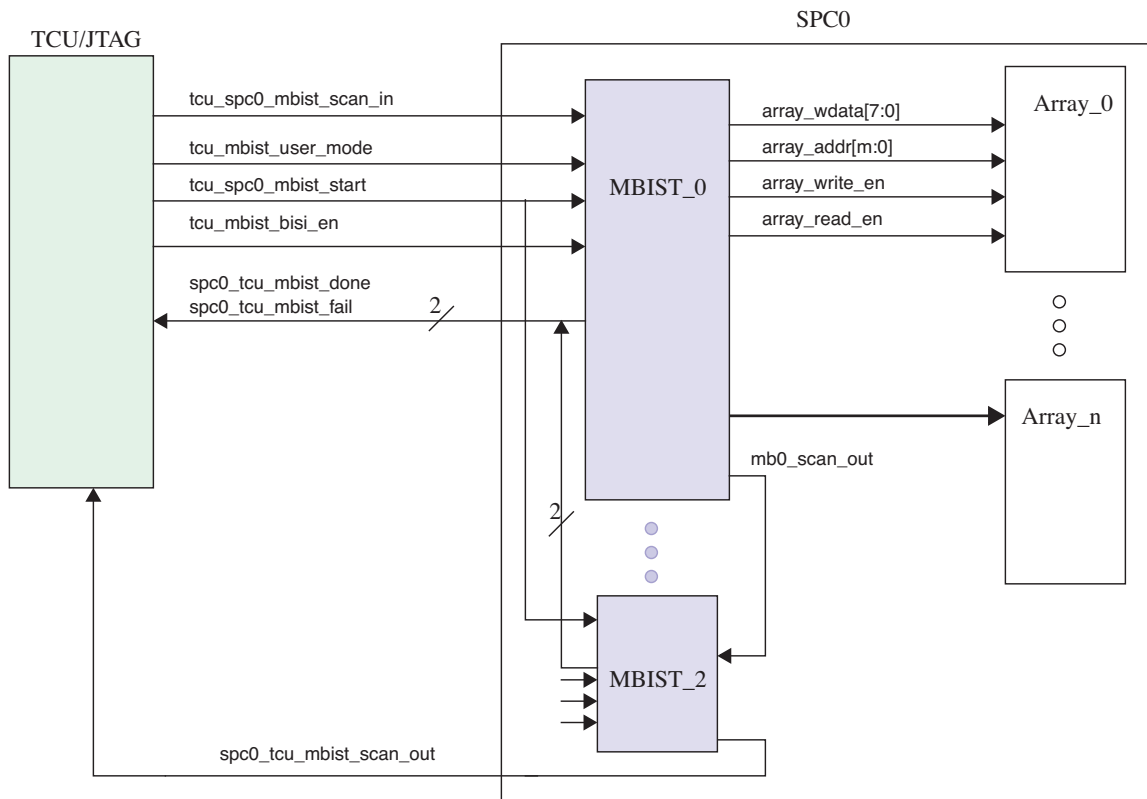 SPC0
TCU/JTAG
tcu_spc0_mbist_scan_in
tcu_mbist_user_mode
tcu_spc0_mbist_start
tcu_mbist_bisi_en
spc0_tcu_mbist_done
spc0_tcu_mbist_fail
2
MBIST_0
array_wdata[7:0]
array_addr[m:0]
array_write_en
array_read_en
Array_0
Array_n
mb0_scan_out
2
MBIST_2
spc0_tcu_mbist_scan_out